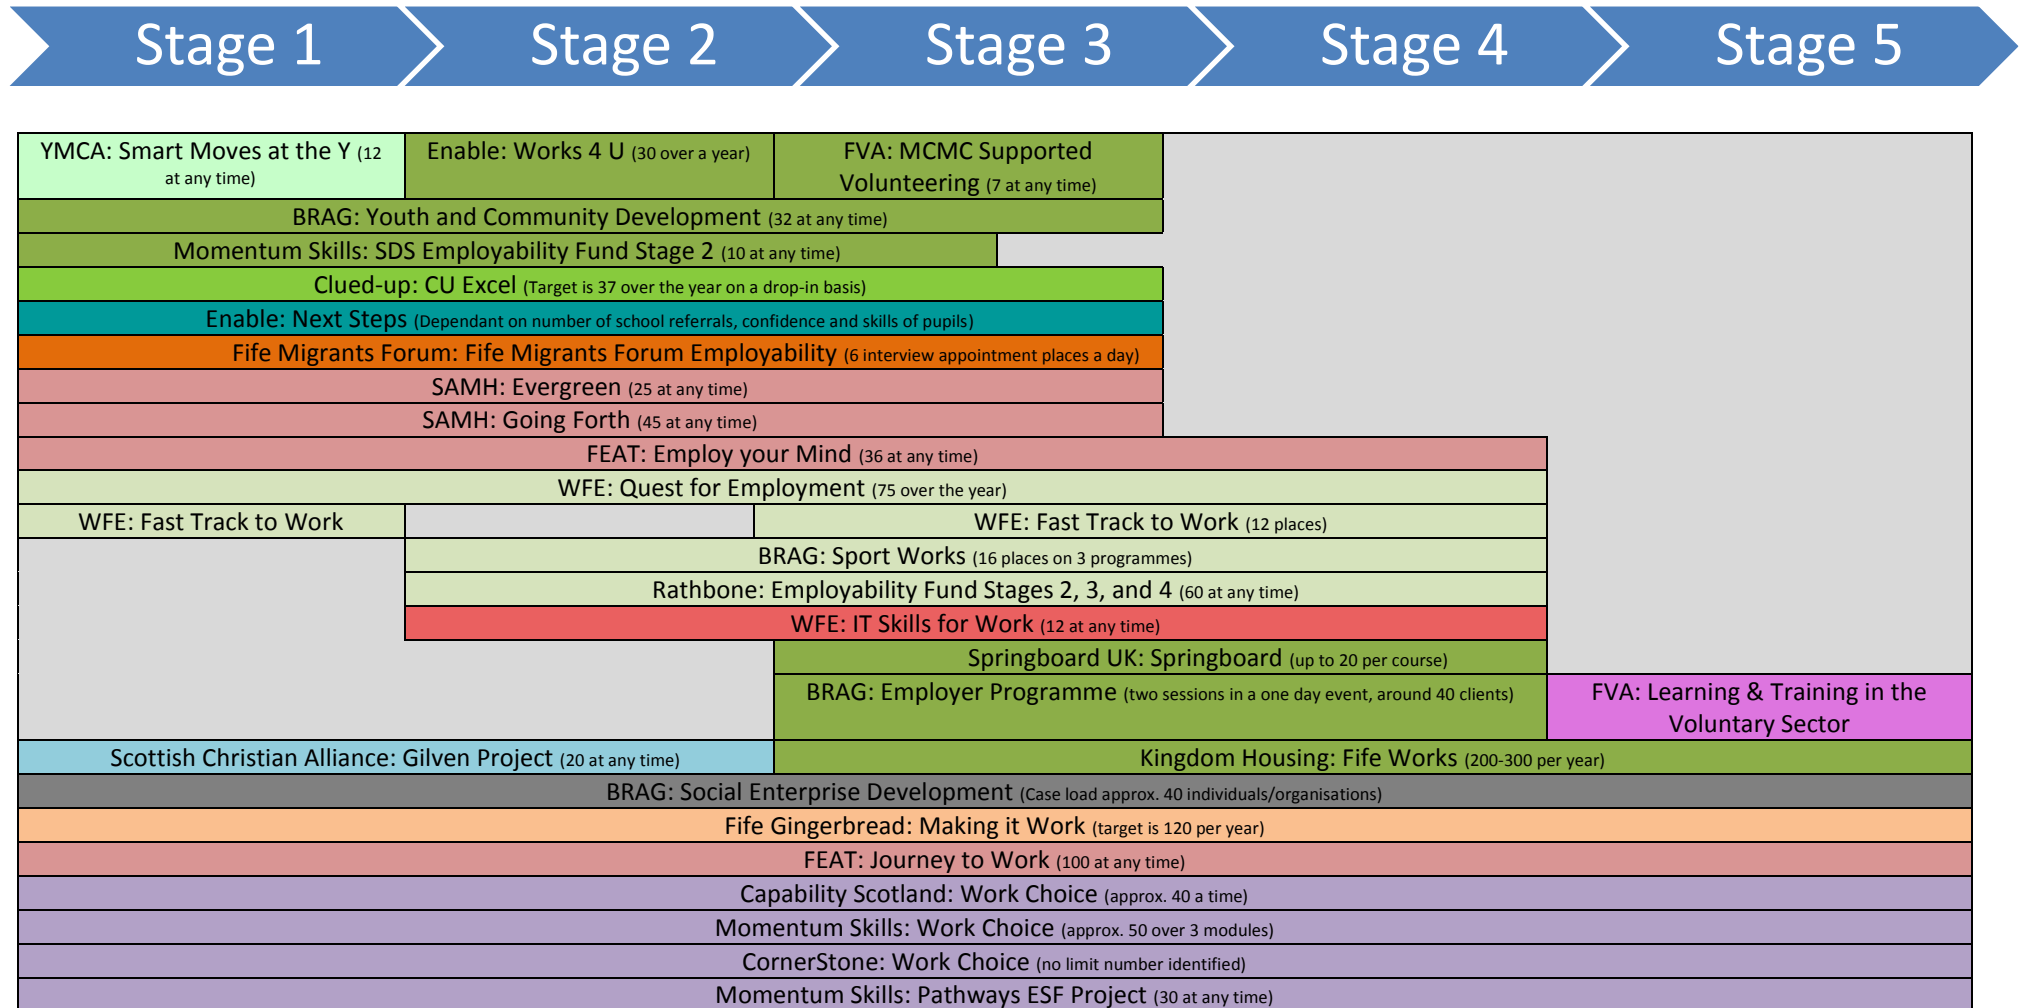 Stage 1
Stage 2
Stage 3
Stage 4
Stage 5
YMCA: Smart Moves at the Y (12
at any time)
Enable: Works 4 U (30 over a year)
FVA: MCMC Supported
Volunteering (7 at any time)
BRAG: Youth and Community Development (32 at any time)
Momentum Skills: SDS Employability Fund Stage 2 (10 at any time)
Clued-up: CU Excel (Target is 37 over the year on a drop-in basis)
Enable: Next Steps (Dependant on number of school referrals, confidence and skills of pupils)
Fife Migrants Forum: Fife Migrants Forum Employability (6 interview appointment places a day)
SAMH: Evergreen (25 at any time)
SAMH: Going Forth (45 at any time)
FEAT: Employ your Mind (36 at any time)
WFE: Quest for Employment (75 over the year)
WFE: Fast Track to Work
WFE: Fast Track to Work (12 places)
BRAG: Sport Works (16 places on 3 programmes)
Rathbone: Employability Fund Stages 2, 3, and 4 (60 at any time)
WFE: IT Skills for Work (12 at any time)
Springboard UK: Springboard (up to 20 per course)
BRAG: Employer Programme (two sessions in a one day event, around 40 clients)
FVA: Learning & Training in the
Voluntary Sector
Scottish Christian Alliance: Gilven Project (20 at any time)
Kingdom Housing: Fife Works (200-300 per year)
BRAG: Social Enterprise Development (Case load approx. 40 individuals/organisations)
Fife Gingerbread: Making it Work (target is 120 per year)
FEAT: Journey to Work (100 at any time)
Capability Scotland: Work Choice (approx. 40 a time)
Momentum Skills: Work Choice (approx. 50 over 3 modules)
CornerStone: Work Choice (no limit number identified)
Momentum Skills: Pathways ESF Project (30 at any time)